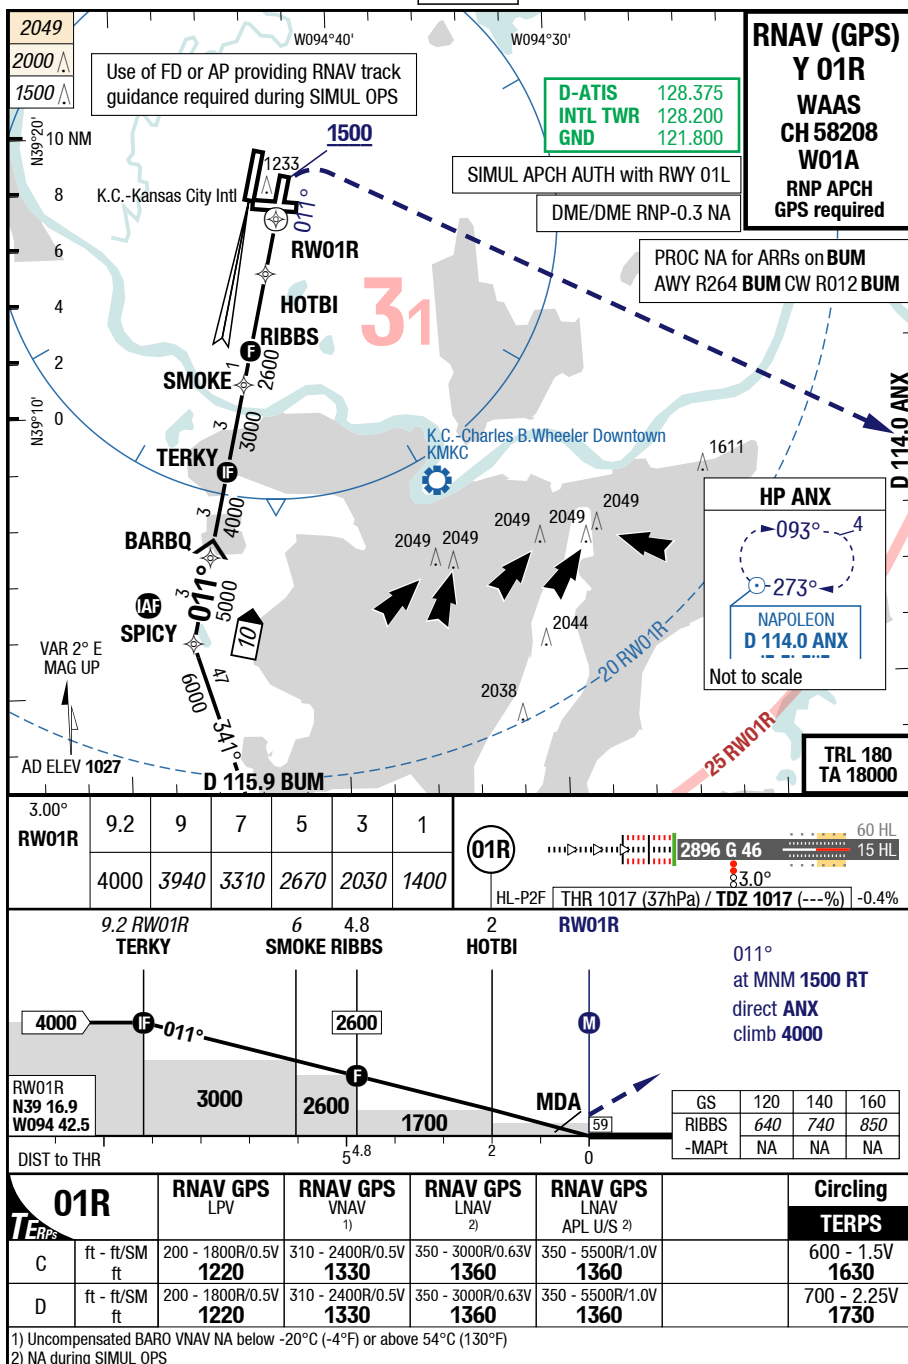 2049
2000
1500
W094°40'
W094°30'
Use of FD or AP providing RNAV track
guidance required during SIMUL OPS
D-ATIS 128.375
INTL TWR 128.200
GND 121.800
RNAV (GPS)
Y 01R
WAAS
CH 58208
W01A
RNP APCH
GPS required
SIMUL APCH AUTH with RWY 01L
DME/DME RNP-0.3 NA
PROC NA for ARRs on BUM
AWY R264 BUM CW R012 BUM
N39°20'
10 NM
8
6
4
2
0
N39°10'
1500
1233
K.C.-Kansas City Intl
011°
RW01R
HOTBI
31
RIBBS
F
1
2600
SMOKE
3
3000
TERKY
IF
3
4000
BARBQ
011°
3
5000
IAF
SPICY
10
47
6000
341°
D 115.9 BUM
VAR 2° E
MAG UP
AD ELEV 1027
K.C.-Charles B.Wheeler Downtown
KMKC
1611
2049
2049
2049
2049
2049
2044
2038
20 RW01R
25 RW01R
D 114.0 ANX
HP ANX
093°
4
273°
NAPOLEON
D 114.0 ANX
Not to scale
TRL 180
TA 18000
3.00°
RW01R
9.2 9 7 5 3 1
4000 3940 3310 2670 2030 1400
01R
HL-P2F
2896 G 46
60 HL
15 HL
3.0°
THR 1017 (37hPa) / TDZ 1017 (---%)
-0.4%
9.2 RW01R 6 4.8 2 RW01R
TERKY SMOKE RIBBS HOTBI
4000
IF
011°
2600
F
M
3000
2600
1700
MDA
59
RW01R
N39 16.9
W094 42.5
DIST to THR
5 4.8 2 0
011°
at MNM 1500 RT
direct ANX
climb 4000
GS 120 140 160
RIBBS 640 740 850
-MAPt NA NA NA
TERPs
01R
RNAV GPS LPV
RNAV GPS VNAV 1)
RNAV GPS LNAV 2)
RNAV GPS LNAV APL U/S 2)
Circling
TERPS
C ft - ft/SM 200 - 1800R/0.5V 310 - 2400R/0.5V 350 - 3000R/0.63V 350 - 5500R/1.0V 600 - 1.5V
ft 1220 1330 1360 1360 1630
D ft - ft/SM 200 - 1800R/0.5V 310 - 2400R/0.5V 350 - 3000R/0.63V 350 - 5500R/1.0V 700 - 2.25V
ft 1220 1330 1360 1360 1730
1) Uncompensated BARO VNAV NA below -20°C (-4°F) or above 54°C (130°F)
2) NA during SIMUL OPS